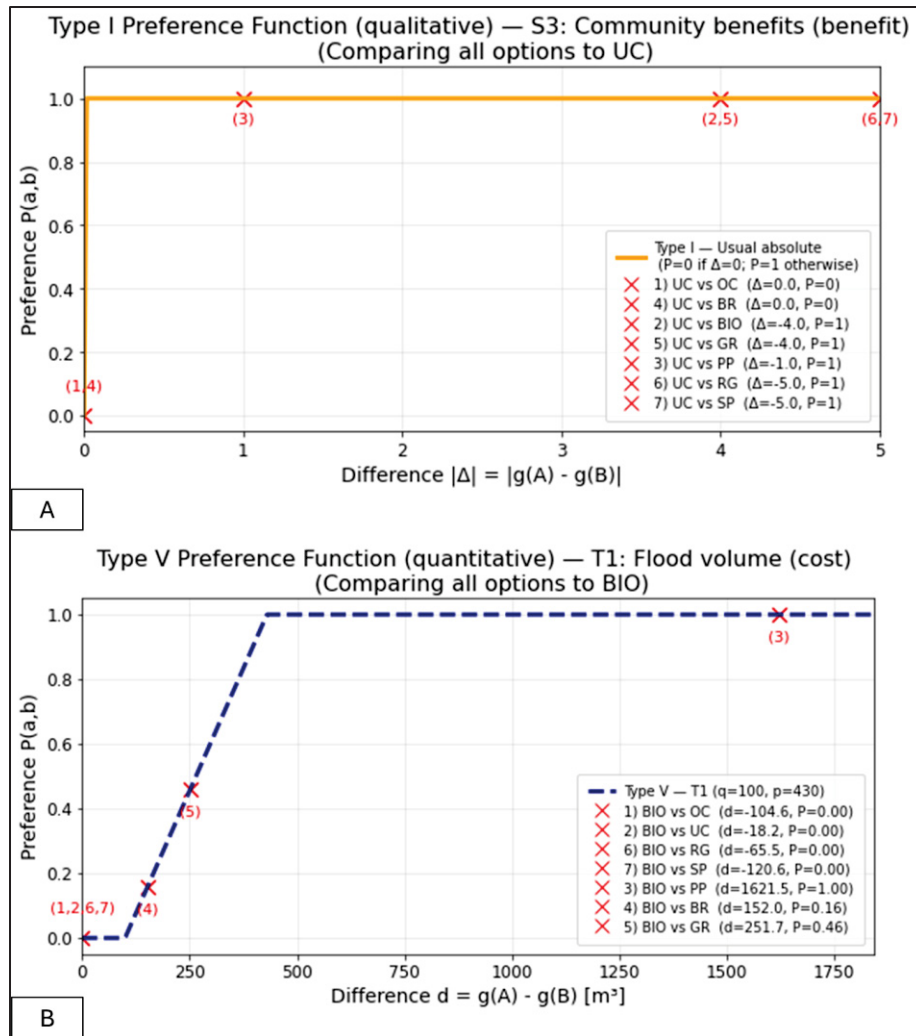 Type I Preference Function (qualitative) — S3: Community benefits (benefit)
(Comparing all options to UC)
Preference P(a,b)
1.0
0.8
0.6
0.4
0.2
0.0
(3)
(2,5)
(6,7)
(1,4)
Type I — Usual absolute
(P=0 if Δ=0; P=1 otherwise)
1) UC vs OC (Δ=0.0, P=0)
4) UC vs BR (Δ=0.0, P=0)
2) UC vs BIO (Δ=-4.0, P=1)
5) UC vs GR (Δ=-4.0, P=1)
3) UC vs PP (Δ=-1.0, P=1)
6) UC vs RG (Δ=-5.0, P=1)
7) UC vs SP (Δ=-5.0, P=1)
0 1 2 3 4 5
Difference |Δ| = |g(A) - g(B)|
A
Type V Preference Function (quantitative) — T1: Flood volume (cost)
(Comparing all options to BIO)
Preference P(a,b)
1.0
0.8
0.6
0.4
0.2
0.0
(3)
(5)
(1,2,6,7)
(4)
Type V — T1 (q=100, p=430)
1) BIO vs OC (d=-104.6, P=0.00)
2) BIO vs UC (d=-18.2, P=0.00)
6) BIO vs RG (d=-65.5, P=0.00)
7) BIO vs SP (d=-120.6, P=0.00)
3) BIO vs PP (d=1621.5, P=1.00)
4) BIO vs BR (d=152.0, P=0.16)
5) BIO vs GR (d=251.7, P=0.46)
0 250 500 750 1000 1250 1500 1750
Difference d = g(A) - g(B) [m³]
B